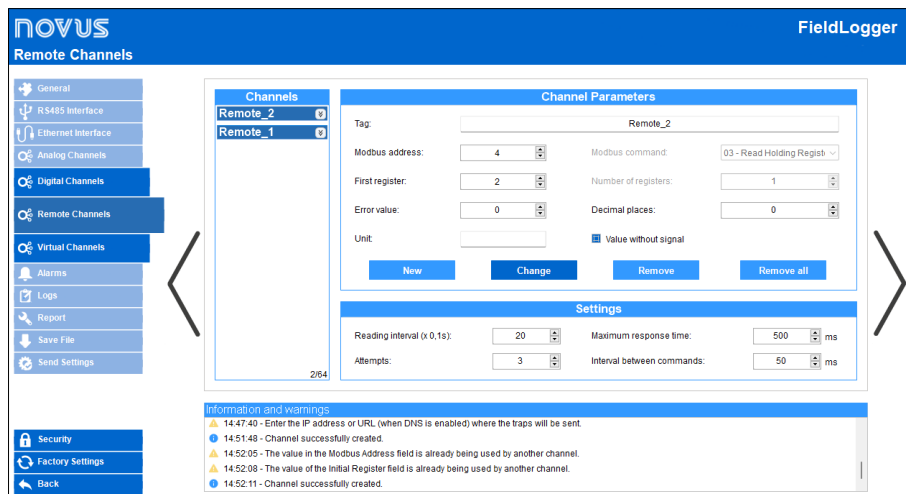 novus
FieldLogger
Remote Channels
General
RS485 Interface
Ethernet Interface
Analog Channels
Digital Channels
Remote Channels
Virtual Channels
Alarms
Logs
Report
Save File
Send Settings
Security
Factory Settings
Back
Channels
Remote_2
Remote_1
2/64
Channel Parameters
Tag: Remote_2
Modbus address: 4 Modbus command: 03 - Read Holding Regist
First register: 2 Number of registers: 1
Error value: 0 Decimal places: 0
Unit: Value without signal
New Change Remove Remove all
Settings
Reading interval (x 0,1s): 20 Maximum response time: 500 ms
Attempts: 3 Interval between commands: 50 ms
Information and warnings
14:47:40 - Enter the IP address or URL (when DNS is enabled) where the traps will be sent.
14:51:48 - Channel successfully created.
14:52:05 - The value in the Modbus Address field is already being used by another channel.
14:52:08 - The value of the Initial Register field is already being used by another channel.
14:52:11 - Channel successfully created.